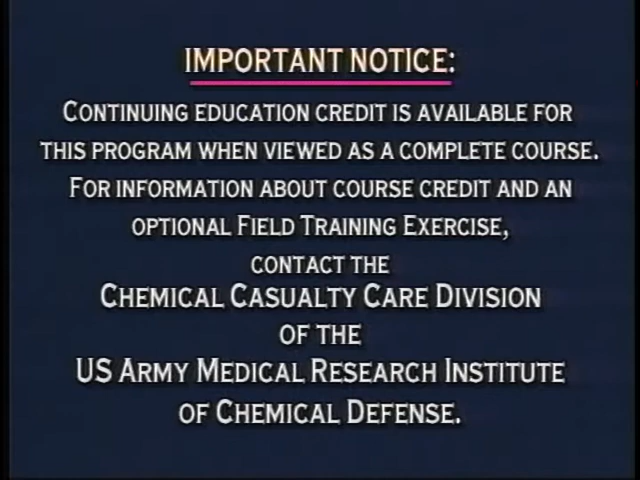 IMPORTANT NOTICE:
CONTINUING EDUCATION CREDIT IS AVAILABLE FOR
THIS PROGRAM WHEN VIEWED AS A COMPLETE COURSE.
FOR INFORMATION ABOUT COURSE CREDIT AND AN
OPTIONAL FIELD TRAINING EXERCISE,
CONTACT THE
CHEMICAL CASUALTY CARE DIVISION
OF THE
US ARMY MEDICAL RESEARCH INSTITUTE
OF CHEMICAL DEFENSE.